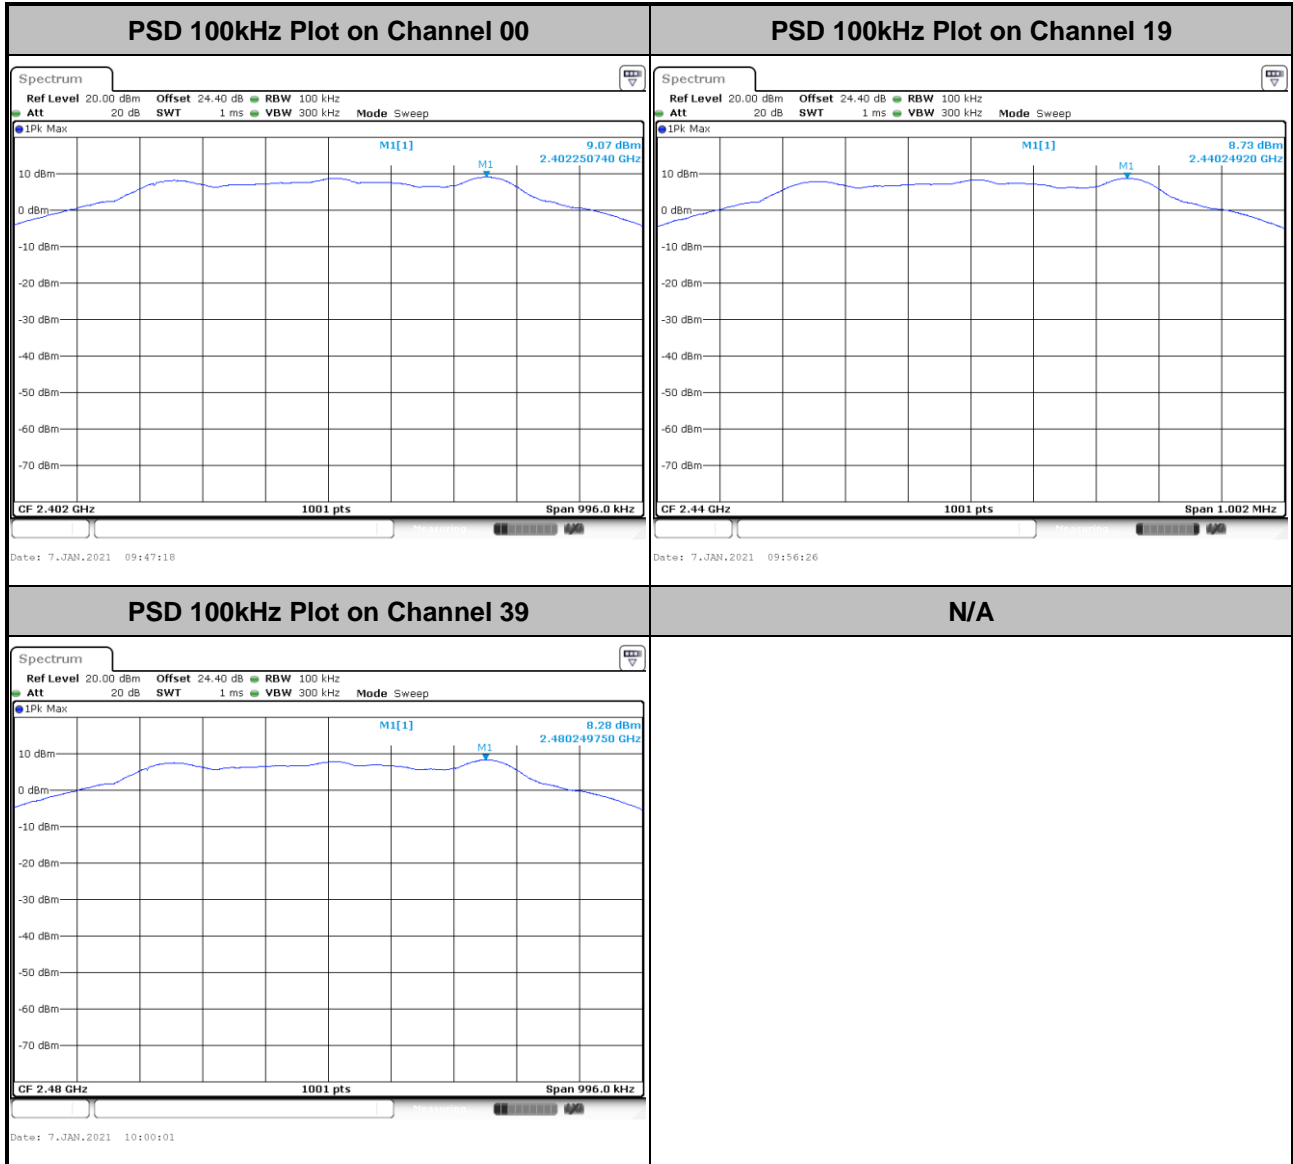 PSD 100kHz Plot on Channel 00
Spectrum
Ref Level 20.00 dBm Offset 24.40 dB RBW 100 kHz
Att 20 dB SWT 1 ms VBW 300 kHz Mode Sweep
1Pk Max
M1[1] 9.07 dBm
2.402250740 GHz
M1
10 dBm
0 dBm
-10 dBm
-20 dBm
-30 dBm
-40 dBm
-50 dBm
-60 dBm
-70 dBm
CF 2.402 GHz 1001 pts Span 996.0 kHz
Measuring...
Date: 7.JAN.2021 09:47:18
PSD 100kHz Plot on Channel 19
Spectrum
Ref Level 20.00 dBm Offset 24.40 dB RBW 100 kHz
Att 20 dB SWT 1 ms VBW 300 kHz Mode Sweep
1Pk Max
M1[1] 8.73 dBm
2.44024920 GHz
M1
10 dBm
0 dBm
-10 dBm
-20 dBm
-30 dBm
-40 dBm
-50 dBm
-60 dBm
-70 dBm
CF 2.44 GHz 1001 pts Span 1.002 MHz
Measuring...
Date: 7.JAN.2021 09:56:26
PSD 100kHz Plot on Channel 39
Spectrum
Ref Level 20.00 dBm Offset 24.40 dB RBW 100 kHz
Att 20 dB SWT 1 ms VBW 300 kHz Mode Sweep
1Pk Max
M1[1] 8.28 dBm
2.480249750 GHz
M1
10 dBm
0 dBm
-10 dBm
-20 dBm
-30 dBm
-40 dBm
-50 dBm
-60 dBm
-70 dBm
CF 2.48 GHz 1001 pts Span 996.0 kHz
Measuring...
Date: 7.JAN.2021 10:00:01
N/A